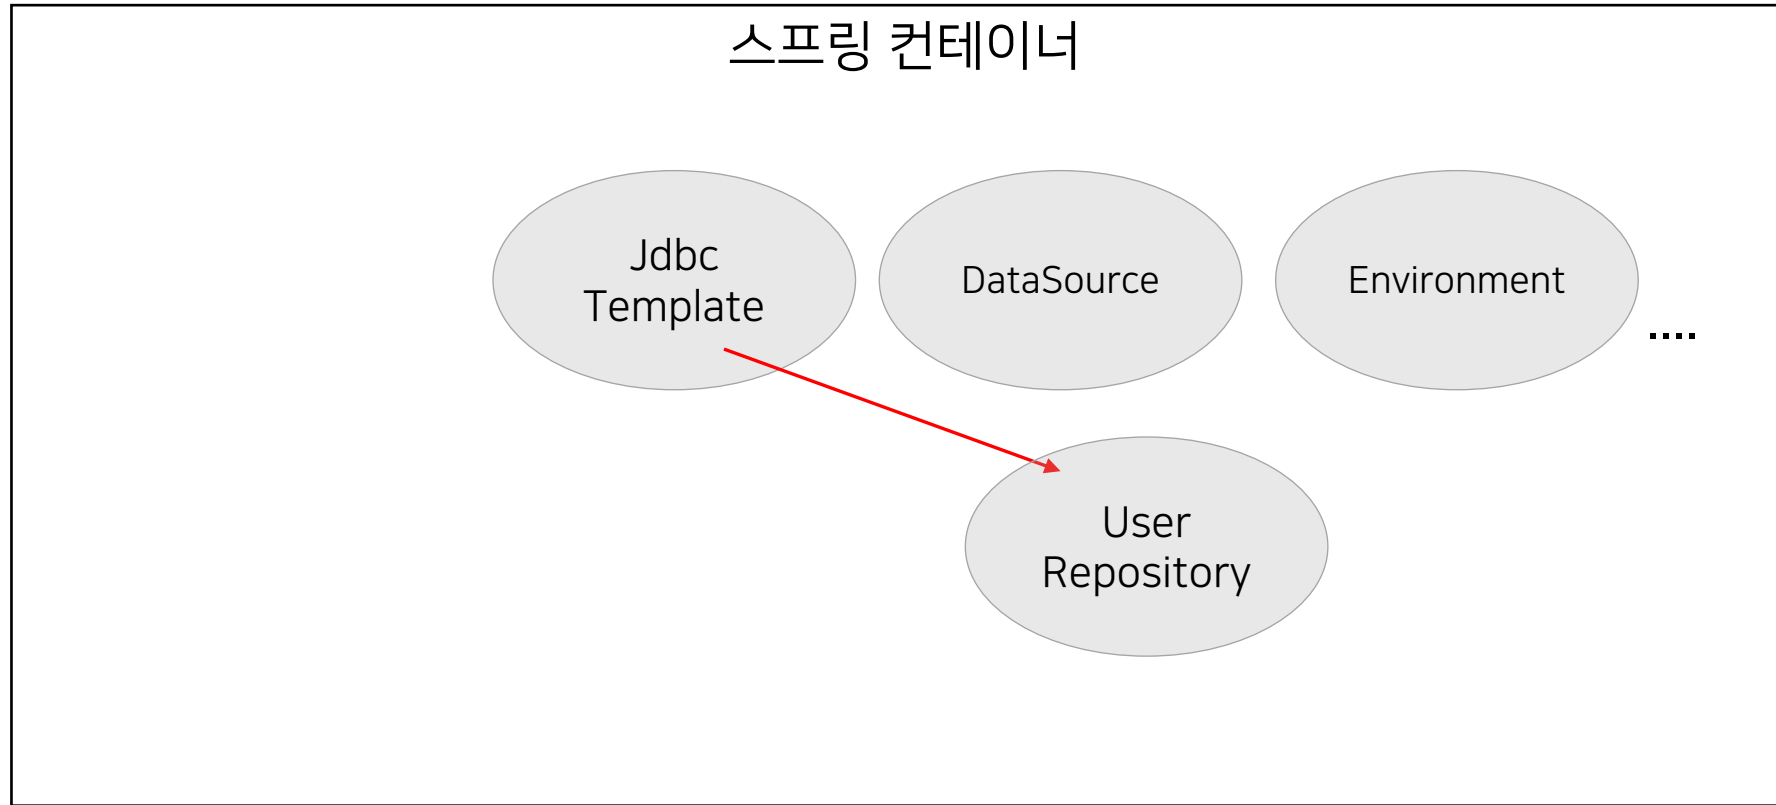 스프링 컨테이너
Jdbc
Template
DataSource
Environment
....
User
Repository